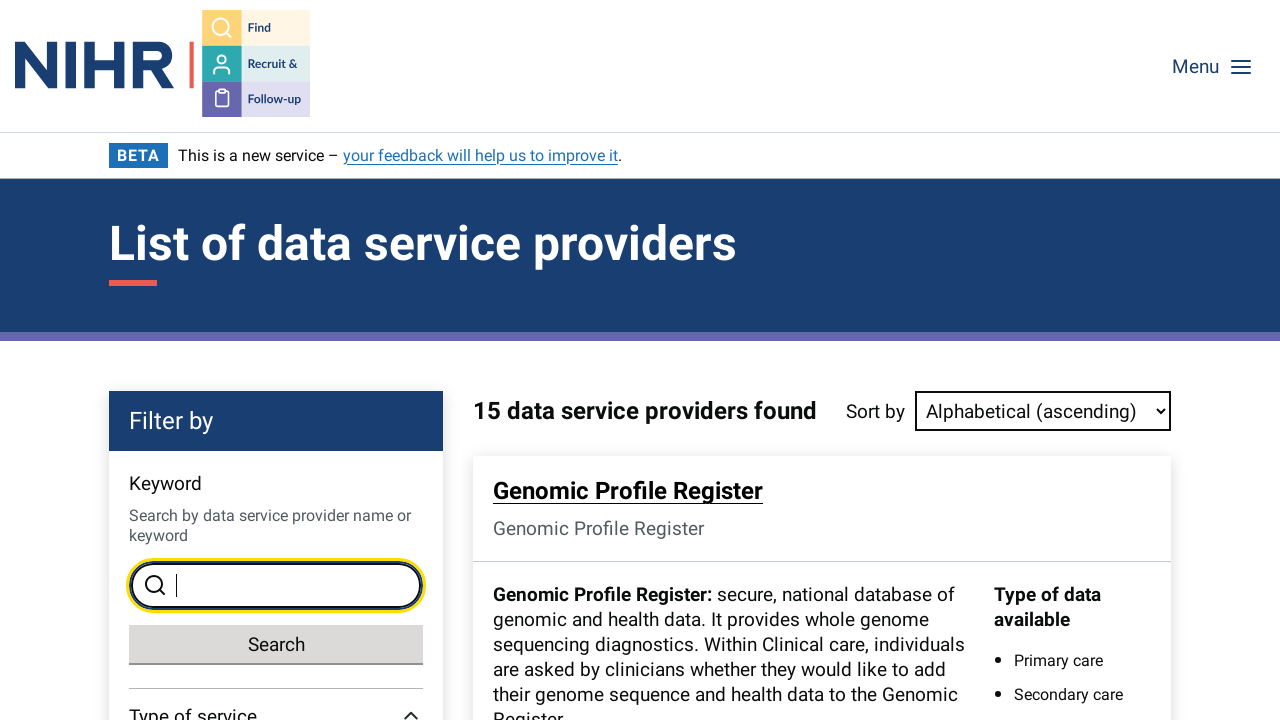 NIHR
Find
Recruit &
Follow-up
Menu
BETA This is a new service – your feedback will help us to improve it.
List of data service providers
Filter by
Keyword
Search by data service provider name or
keyword
Search
Type of service
15 data service providers found
Sort by Alphabetical (ascending)
Genomic Profile Register
Genomic Profile Register
Genomic Profile Register: secure, national database of
genomic and health data. It provides whole genome
sequencing diagnostics. Within Clinical care, individuals
are asked by clinicians whether they would like to add
their genome sequence and health data to the Genomic
Register.
Type of data
available
Primary care
Secondary care